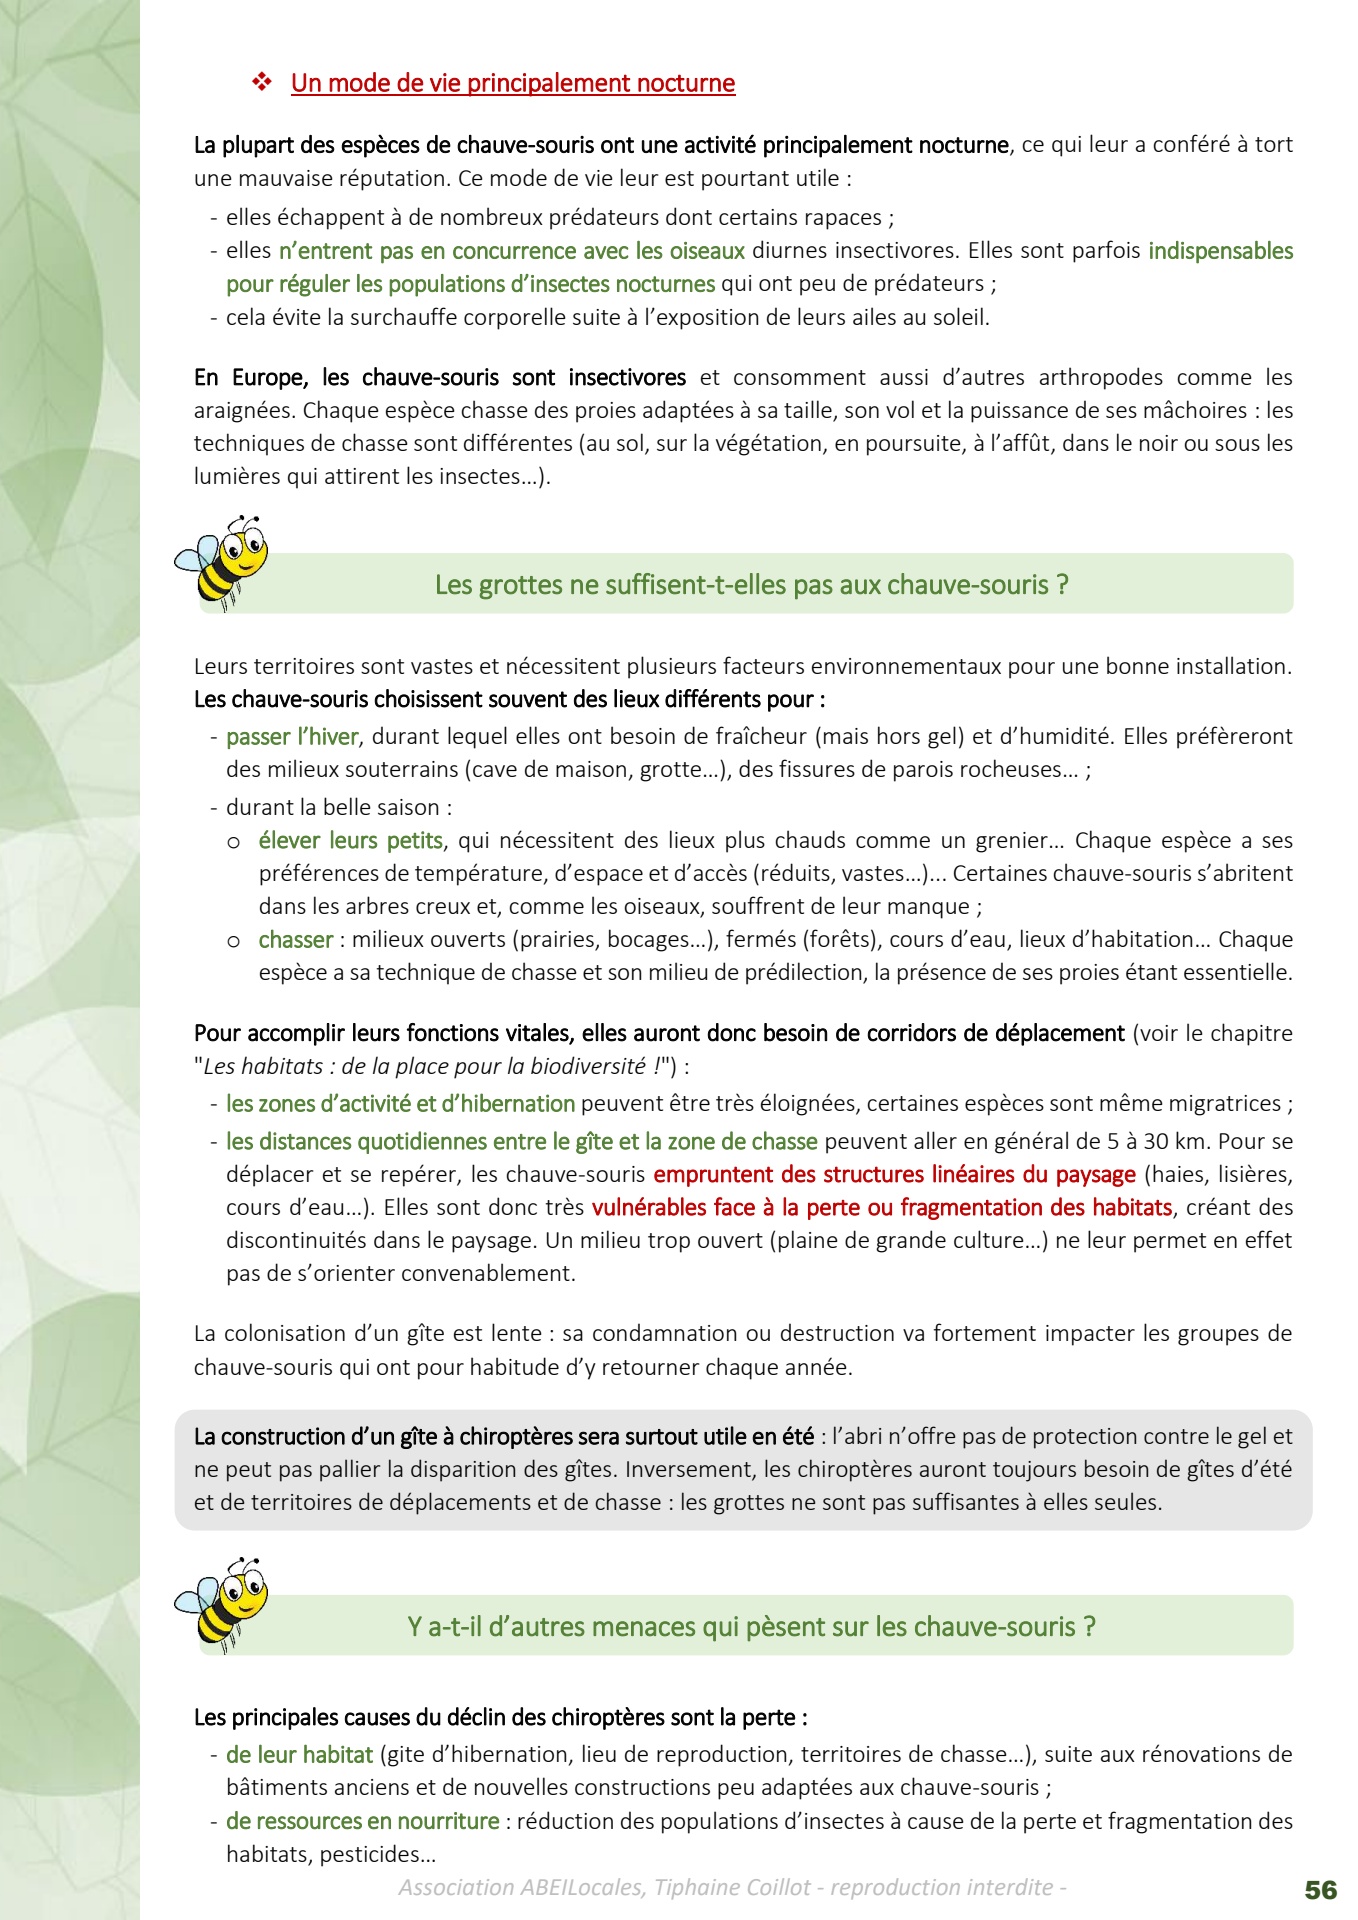 ❖ Un mode de vie principalement nocturne
La plupart des espèces de chauve-souris ont une activité principalement nocturne, ce qui leur a conféré à tort
une mauvaise réputation. Ce mode de vie leur est pourtant utile :
- elles échappent à de nombreux prédateurs dont certains rapaces ;
- elles n’entrent pas en concurrence avec les oiseaux diurnes insectivores. Elles sont parfois indispensables
pour réguler les populations d’insectes nocturnes qui ont peu de prédateurs ;
- cela évite la surchauffe corporelle suite à l’exposition de leurs ailes au soleil.
En Europe, les chauve-souris sont insectivores et consomment aussi d’autres arthropodes comme les
araignées. Chaque espèce chasse des proies adaptées à sa taille, son vol et la puissance de ses mâchoires : les
techniques de chasse sont différentes (au sol, sur la végétation, en poursuite, à l’affût, dans le noir ou sous les
lumières qui attirent les insectes…).
Les grottes ne suffisent-t-elles pas aux chauve-souris ?
Leurs territoires sont vastes et nécessitent plusieurs facteurs environnementaux pour une bonne installation.
Les chauve-souris choisissent souvent des lieux différents pour :
- passer l’hiver, durant lequel elles ont besoin de fraîcheur (mais hors gel) et d’humidité. Elles préfèreront
des milieux souterrains (cave de maison, grotte…), des fissures de parois rocheuses… ;
- durant la belle saison :
o élever leurs petits, qui nécessitent des lieux plus chauds comme un grenier… Chaque espèce a ses
préférences de température, d’espace et d’accès (réduits, vastes…)… Certaines chauve-souris s’abritent
dans les arbres creux et, comme les oiseaux, souffrent de leur manque ;
o chasser : milieux ouverts (prairies, bocages…), fermés (forêts), cours d’eau, lieux d’habitation… Chaque
espèce a sa technique de chasse et son milieu de prédilection, la présence de ses proies étant essentielle.
Pour accomplir leurs fonctions vitales, elles auront donc besoin de corridors de déplacement (voir le chapitre
"Les habitats : de la place pour la biodiversité !") :
- les zones d’activité et d’hibernation peuvent être très éloignées, certaines espèces sont même migratrices ;
- les distances quotidiennes entre le gîte et la zone de chasse peuvent aller en général de 5 à 30 km. Pour se
déplacer et se repérer, les chauve-souris empruntent des structures linéaires du paysage (haies, lisières,
cours d’eau…). Elles sont donc très vulnérables face à la perte ou fragmentation des habitats, créant des
discontinuités dans le paysage. Un milieu trop ouvert (plaine de grande culture…) ne leur permet en effet
pas de s’orienter convenablement.
La colonisation d’un gîte est lente : sa condamnation ou destruction va fortement impacter les groupes de
chauve-souris qui ont pour habitude d’y retourner chaque année.
La construction d’un gîte à chiroptères sera surtout utile en été : l’abri n’offre pas de protection contre le gel et
ne peut pas pallier la disparition des gîtes. Inversement, les chiroptères auront toujours besoin de gîtes d’été
et de territoires de déplacements et de chasse : les grottes ne sont pas suffisantes à elles seules.
Y a-t-il d’autres menaces qui pèsent sur les chauve-souris ?
Les principales causes du déclin des chiroptères sont la perte :
- de leur habitat (gite d’hibernation, lieu de reproduction, territoires de chasse…), suite aux rénovations de
bâtiments anciens et de nouvelles constructions peu adaptées aux chauve-souris ;
- de ressources en nourriture : réduction des populations d’insectes à cause de la perte et fragmentation des
habitats, pesticides…
Association ABEILocales, Tiphaine Coillot - reproduction interdite -
56